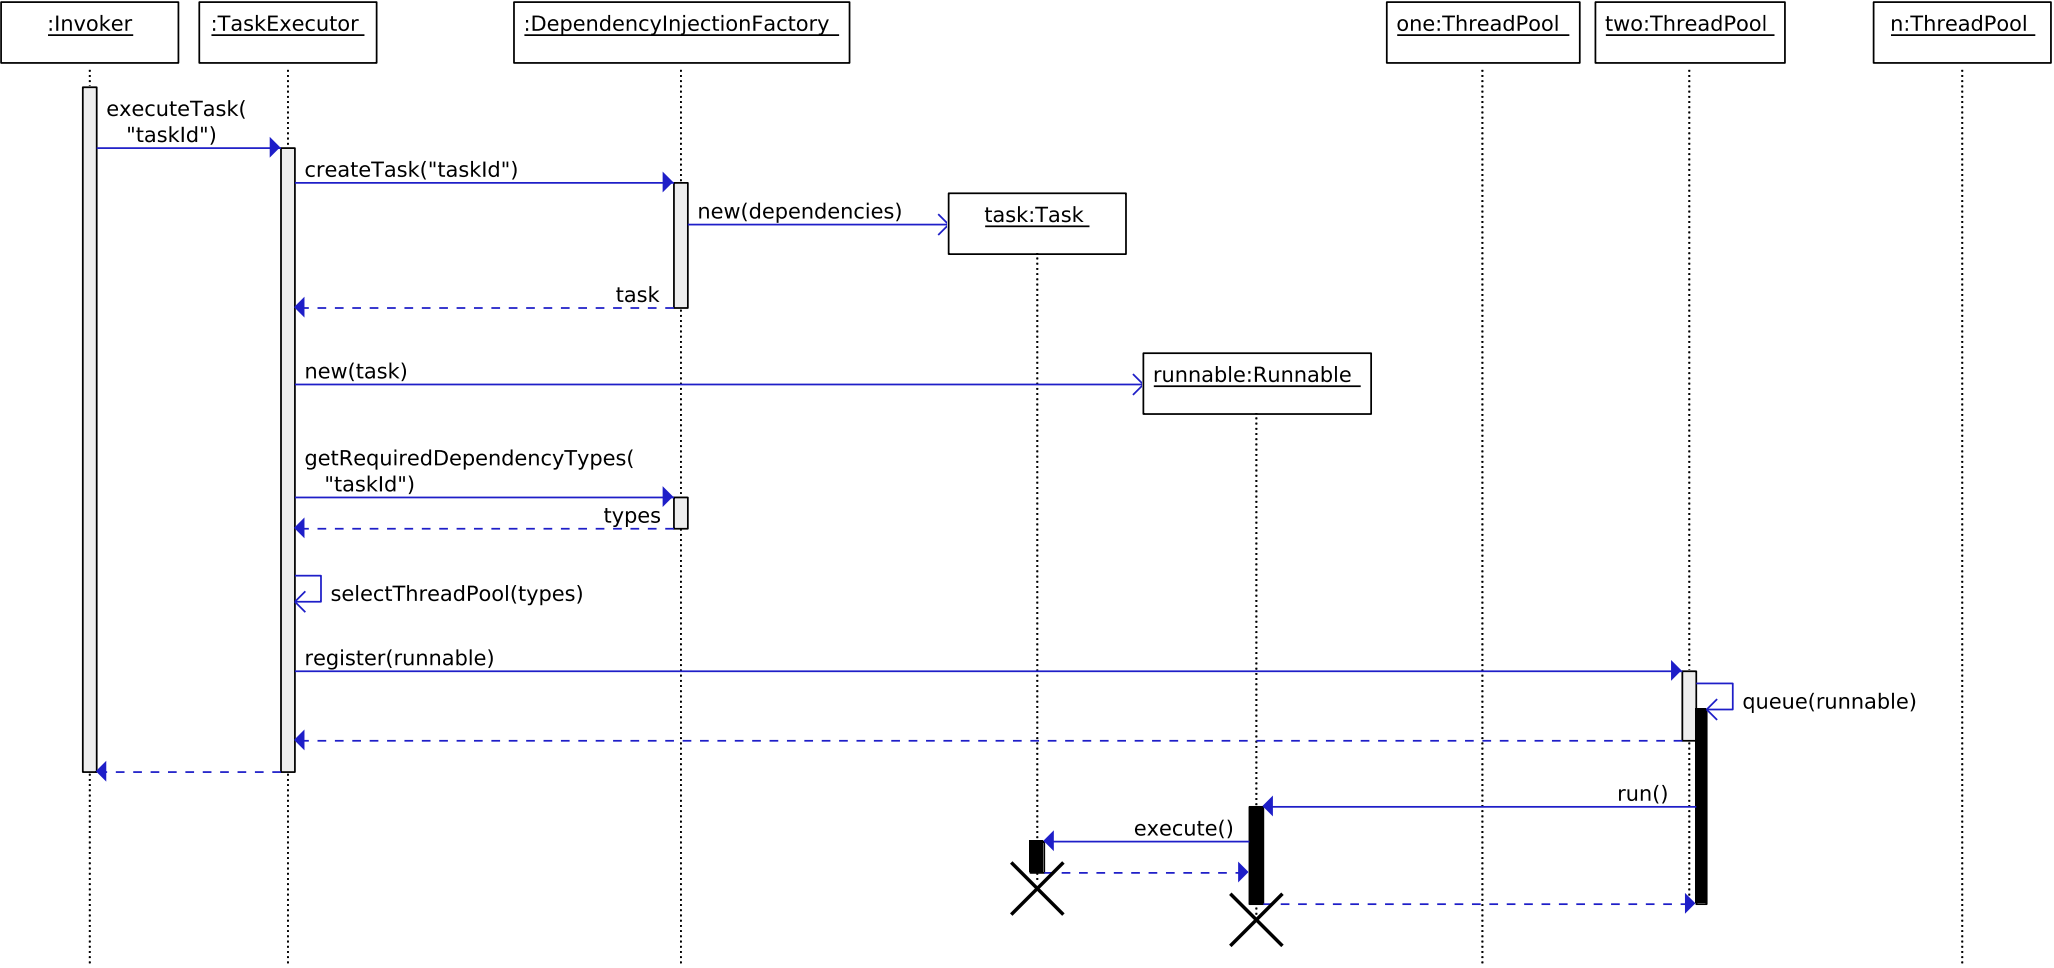 :Invoker
:TaskExecutor
:DependencyInjectionFactory
one:ThreadPool
two:ThreadPool
n:ThreadPool
executeTask(
"taskId")
createTask("taskId")
new(dependencies)
task:Task
task
new(task)
runnable:Runnable
getRequiredDependencyTypes(
"taskId")
types
selectThreadPool(types)
register(runnable)
queue(runnable)
run()
execute()